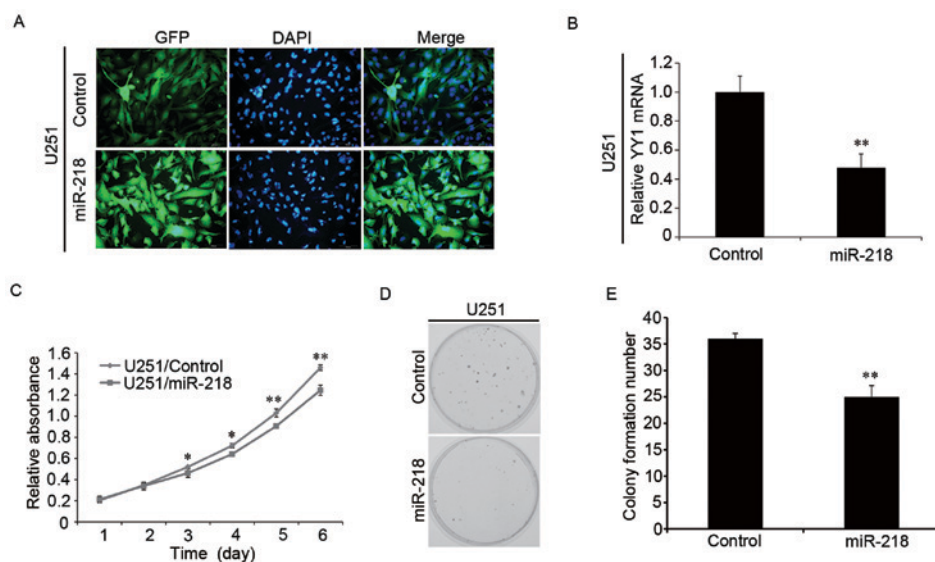 A
GFP
DAPI
Merge
U251
Control
miR-218
B
U251
Relative YY1 mRNA
1.2
1.0
0.8
0.6
0.4
0.2
0
**
Control
miR-218
C
Relative absorbance
1.6
1.4
1.2
1.0
0.8
0.6
0.4
0.2
0
U251/Control
U251/miR-218
*
*
**
**
1 2 3 4 5 6
Time (day)
D
U251
Control
miR-218
E
Colony formation number
40
35
30
25
20
15
10
5
0
**
Control
miR-218